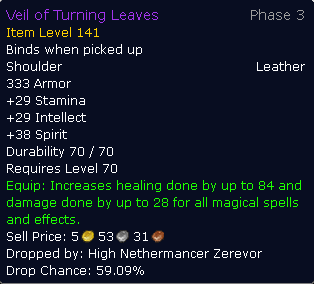 Veil of Turning Leaves Phase 3
Item Level 141
Binds when picked up
Shoulder Leather
333 Armor
+29 Stamina
+29 Intellect
+38 Spirit
Durability 70 / 70
Requires Level 70
Equip: Increases healing done by up to 84 and
damage done by up to 28 for all magical spells
and effects.
Sell Price: 5 53 31
Dropped by: High Nethermancer Zerevor
Drop Chance: 59.09%